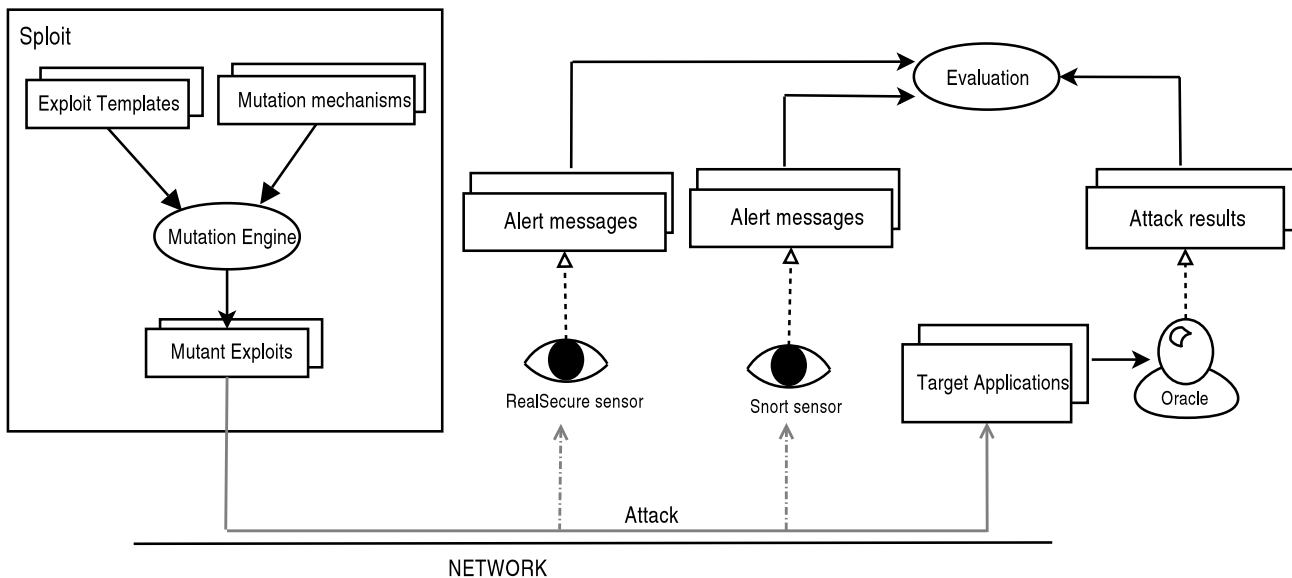 Sploit
Exploit Templates
Mutation mechanisms
Evaluation
Alert messages
Alert messages
Attack results
Mutation Engine
Mutant Exploits
RealSecure sensor
Snort sensor
Target Applications
Oracle
Attack
NETWORK